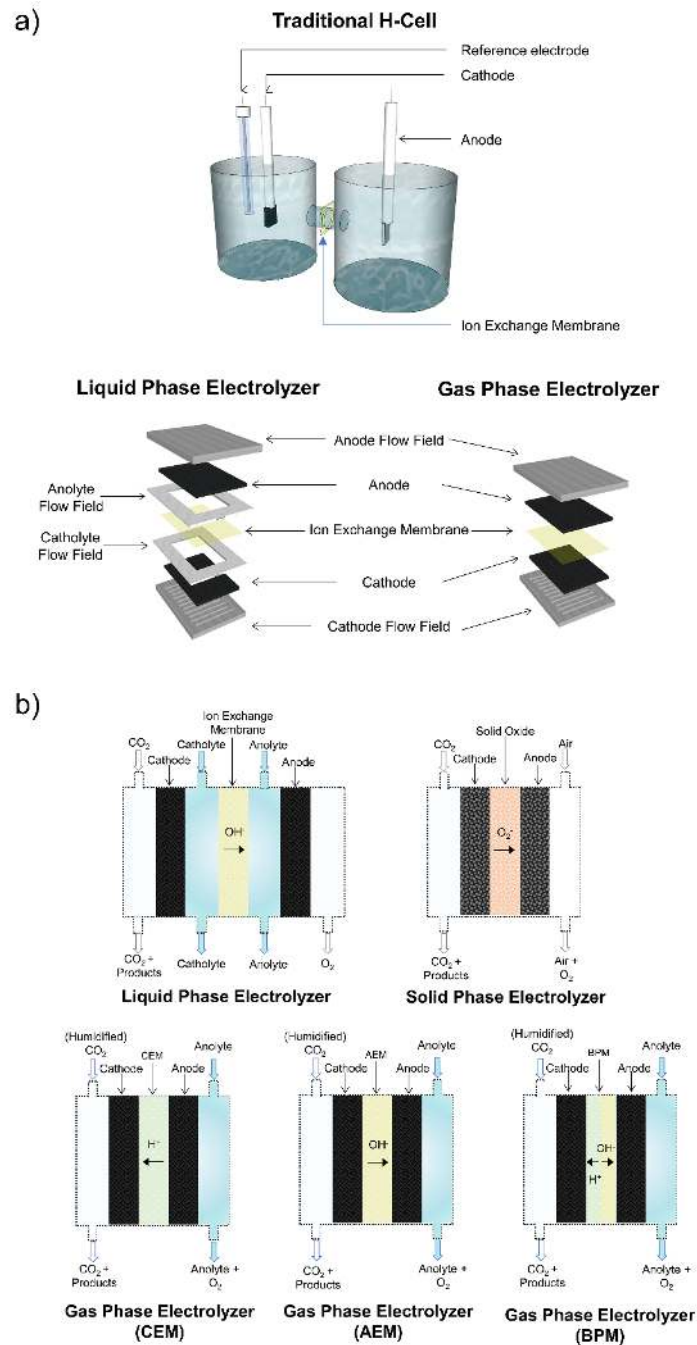 a)
Traditional H-Cell
Reference electrode
Cathode
Anode
Ion Exchange Membrane
Liquid Phase Electrolyzer
Gas Phase Electrolyzer
Anode Flow Field
Anolyte
Flow Field
Anode
Ion Exchange Membrane
Catholyte
Flow Field
Cathode
Cathode Flow Field
b)
Ion Exchange
Membrane
CO₂
Catholyte
Anolyte
Cathode
Anode
OH⁻
CO₂ +
Products
Catholyte
Anolyte
O₂
Liquid Phase Electrolyzer
Solid Oxide
CO₂
Air
Cathode
Anode
O₂⁻
CO₂ +
Products
Air +
O₂
Solid Phase Electrolyzer
(Humidified)
CO₂
Anolyte
Cathode
CEM
Anode
H⁺
CO₂ +
Products
Anolyte +
O₂
Gas Phase Electrolyzer
(CEM)
(Humidified)
CO₂
Anolyte
Cathode
AEM
Anode
OH⁻
CO₂ +
Products
Anolyte +
O₂
Gas Phase Electrolyzer
(AEM)
(Humidified)
CO₂
Anolyte
Cathode
BPM
Anode
OH⁻
H⁺
CO₂ +
Products
Anolyte +
O₂
Gas Phase Electrolyzer
(BPM)